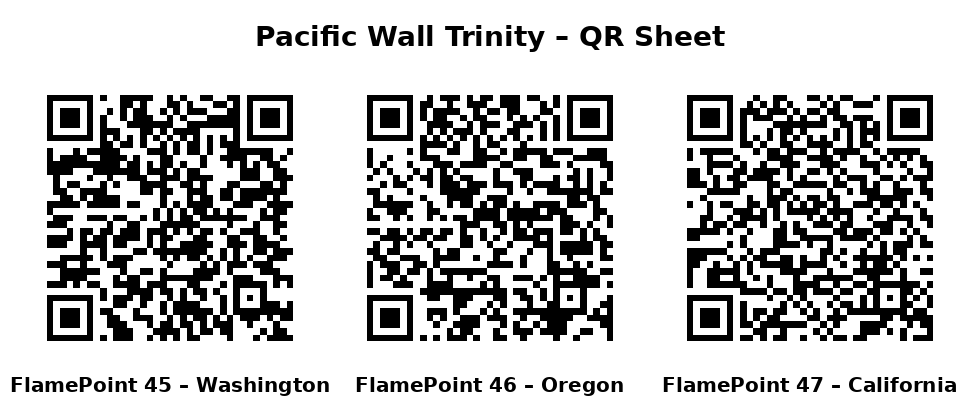 Pacific Wall Trinity – QR Sheet
FlamePoint 45 – Washington
FlamePoint 46 – Oregon
FlamePoint 47 – California